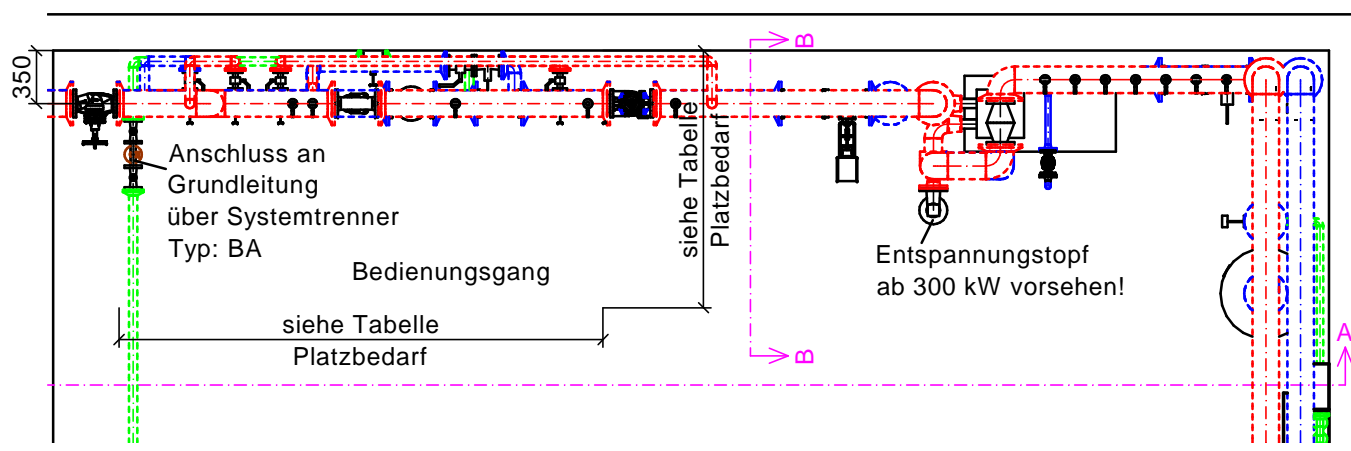 B
350
Anschluss an
Grundleitung
über Systemtrenner
Typ: BA
siehe Tabelle
Platzbedarf
Bedienungsgang
Entspannungstopf
ab 300 kW vorsehen!
siehe Tabelle
Platzbedarf
B
A